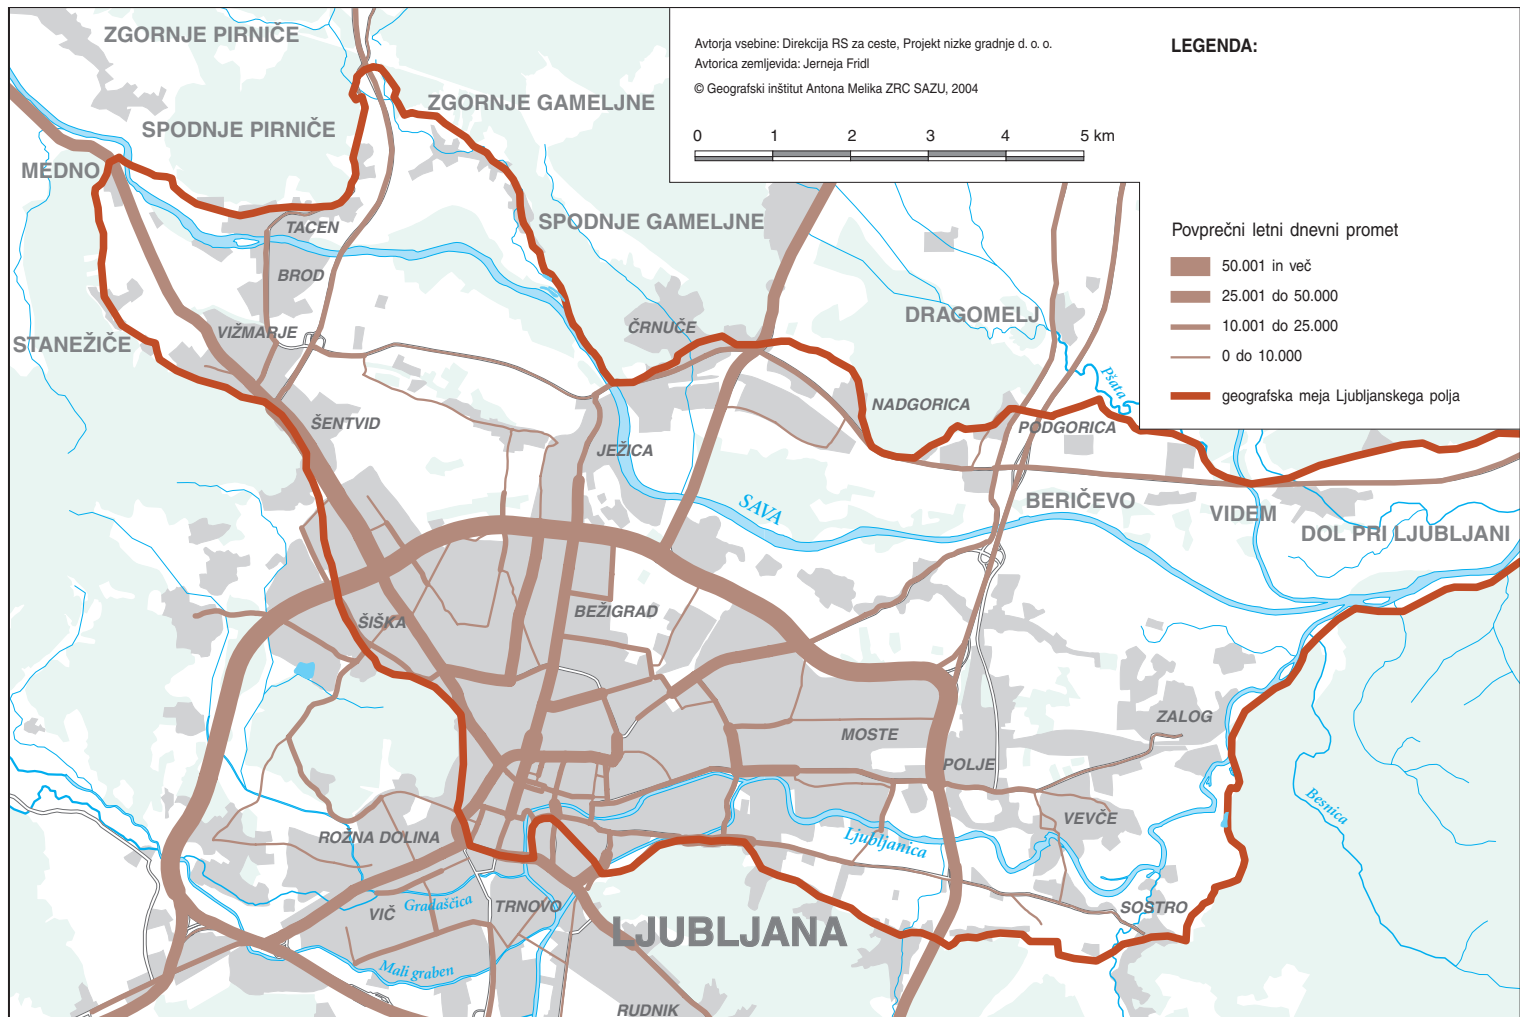 ZGORNJE PIRNIČE
Avtorja vsebine: Direkcija RS za ceste, Projekt nizke gradnje d. o. o.
Avtorica zemljevida: Jerneja Fridl
© Geografski inštitut Antona Melika ZRC SAZU, 2004
0 1 2 3 4 5 km
LEGENDA:
Povprečni letni dnevni promet
50.001 in več
25.001 do 50.000
10.001 do 25.000
0 do 10.000
geografska meja Ljubljanskega polja
ZGORNJE GAMELJNE
SPODNJE PIRNIČE
MEDNO
SPODNJE GAMELJNE
TACEN
BROD
STANEŽIČE
VIŽMARJE
ČRNUČE
DRAGOMELJ
Pšata
NADGORICA
PODGORICA
ŠENTVID
JEŽICA
SAVA
BERIČEVO
VIDEM
DOL PRI LJUBLJANI
ŠIŠKA
BEŽIGRAD
ZALOG
MOSTE
POLJE
Besnica
VEVČE
ROŽNA DOLINA
Ljubljanica
Gradaščica
VIČ
TRNOVO
SOSTRO
LJUBLJANA
Mali graben
RUDNIK